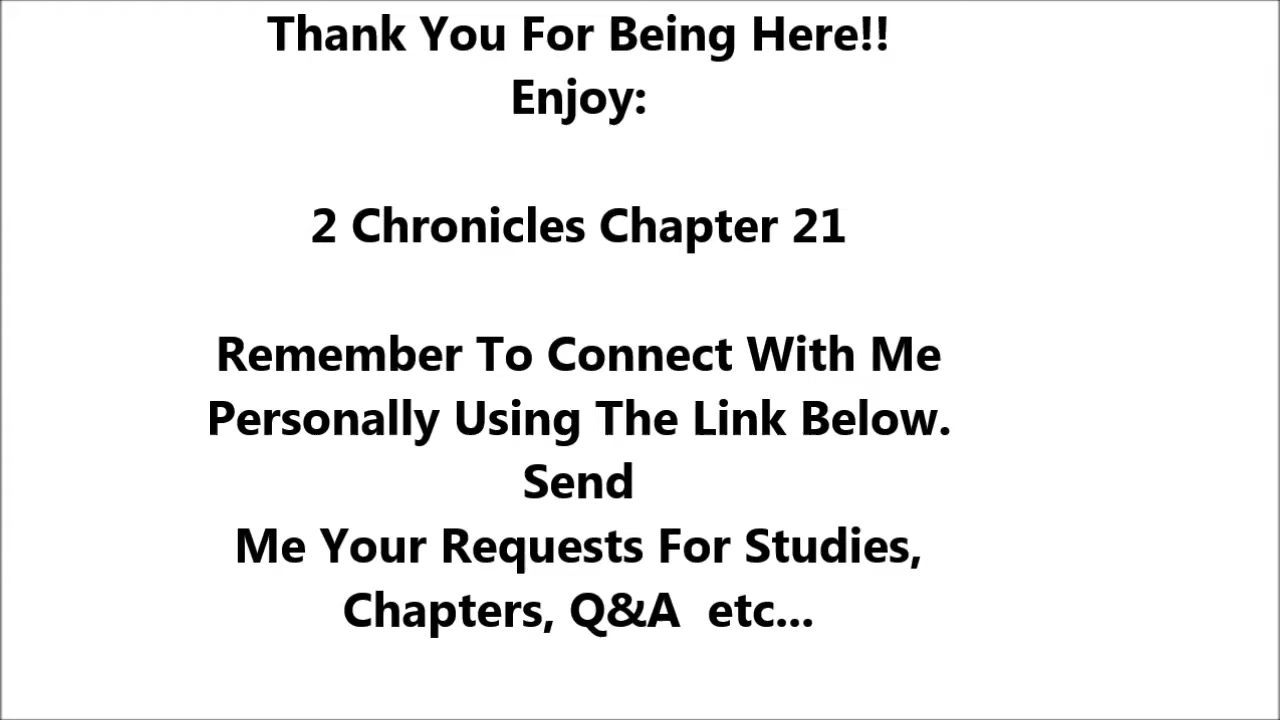 Thank You For Being Here!!
Enjoy:
2 Chronicles Chapter 21
Remember To Connect With Me
Personally Using The Link Below.
Send
Me Your Requests For Studies,
Chapters, Q&A  etc...